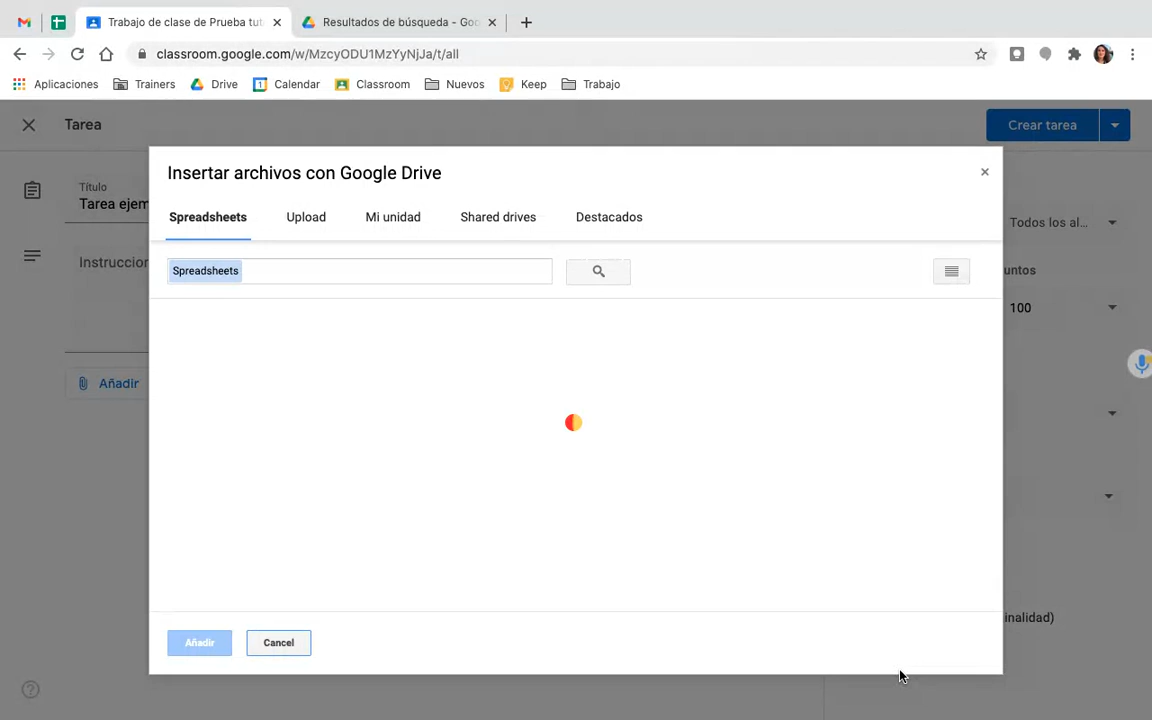 Trabajo de clase de Prueba tut
Resultados de búsqueda - Goo
classroom.google.com/w/MzcyODU1MzYyNjJa/t/all
Aplicaciones Trainers Drive Calendar Classroom Nuevos Keep Trabajo
Tarea
Crear tarea
Insertar archivos con Google Drive
Spreadsheets Upload Mi unidad Shared drives Destacados
Spreadsheets
Título
Tarea ejem
Instruccion
Añadir
Todos los al...
untos
100
inalidad)
Añadir Cancel